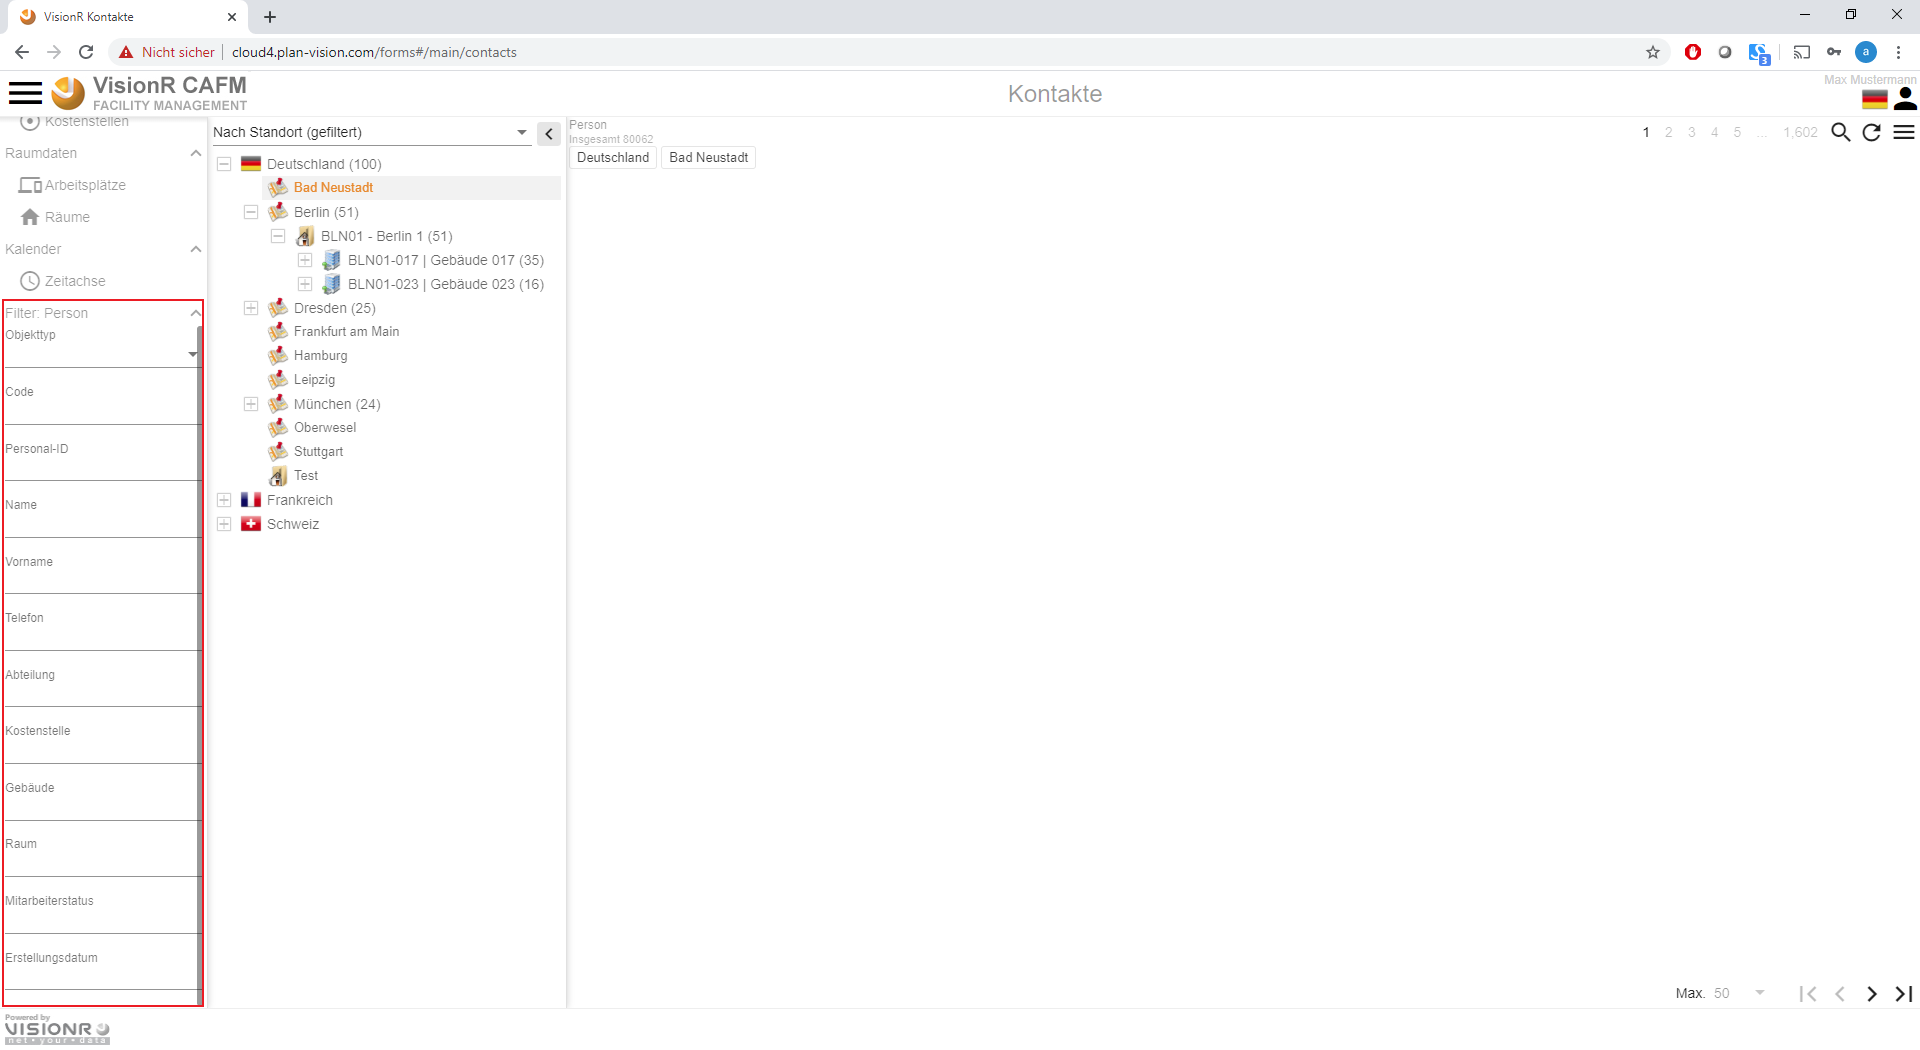 VisionR Kontakte
Nicht sicher
cloud4.plan-vision.com/forms#/main/contacts
3
a
VisionR CAFM
FACILITY MANAGEMENT
Kontakte
Max Mustermann
Kostenstellen
Raumdaten
Arbeitsplätze
Räume
Kalender
Zeitachse
Filter: Person
Objekttyp
Code
Personal-ID
Name
Vorname
Telefon
Abteilung
Kostenstelle
Gebäude
Raum
Mitarbeiterstatus
Erstellungsdatum
Nach Standort (gefiltert)
Deutschland (100)
Bad Neustadt
Berlin (51)
BLN01 - Berlin 1 (51)
BLN01-017 | Gebäude 017 (35)
BLN01-023 | Gebäude 023 (16)
Dresden (25)
Frankfurt am Main
Hamburg
Leipzig
München (24)
Oberwesel
Stuttgart
Test
Frankreich
Schweiz
Person
Insgesamt 80062
Deutschland Bad Neustadt
1 2 3 4 5 ... 1,602
Max. 50
Powered by
VISIONR
net • your • data